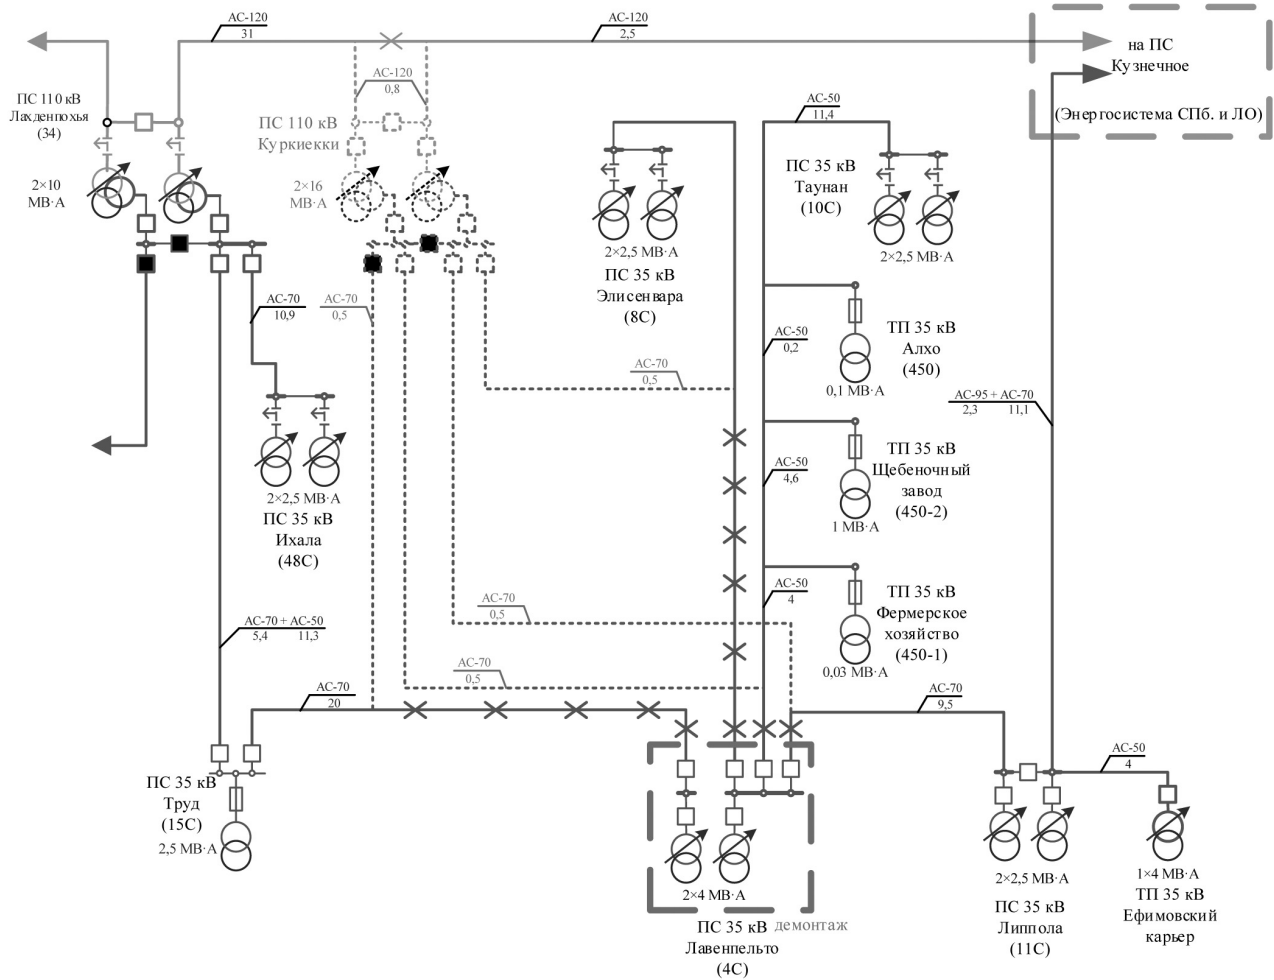 АС-120
31
АС-120
2,5
на ПС
Кузнечное
(Энергосистема СПб. и ЛО)
АС-120
0,8
ПС 110 кВ
Лахденпохья
(34)
2×10
МВ·А
ПС 110 кВ
Куркиекки
2×16
МВ·А
АС-50
11,4
ПС 35 кВ
Таунан
(10С)
2×2,5 МВ·А
2×2,5 МВ·А
ПС 35 кВ
Элисенвара
(8С)
АС-70
10,9
АС-70
0,5
АС-70
0,5
АС-50
0,2
ТП 35 кВ
Алхо
(450)
0,1 МВ·А
АС-95 + АС-70
2,3 11,1
АС-50
4,6
ТП 35 кВ
Щебеночный
завод
(450-2)
1 МВ·А
2×2,5 МВ·А
ПС 35 кВ
Ихала
(48С)
АС-70
0,5
АС-50
4
ТП 35 кВ
Фермерское
хозяйство
(450-1)
0,03 МВ·А
АС-70 + АС-50
5,4 11,3
АС-70
0,5
АС-70
20
АС-70
9,5
АС-50
4
ПС 35 кВ
Труд
(15С)
2,5 МВ·А
2×4 МВ·А
ПС 35 кВ
Лавенпельто
(4С)
демонтаж
2×2,5 МВ·А
ПС 35 кВ
Липпола
(11С)
1×4 МВ·А
ТП 35 кВ
Ефимовский
карьер